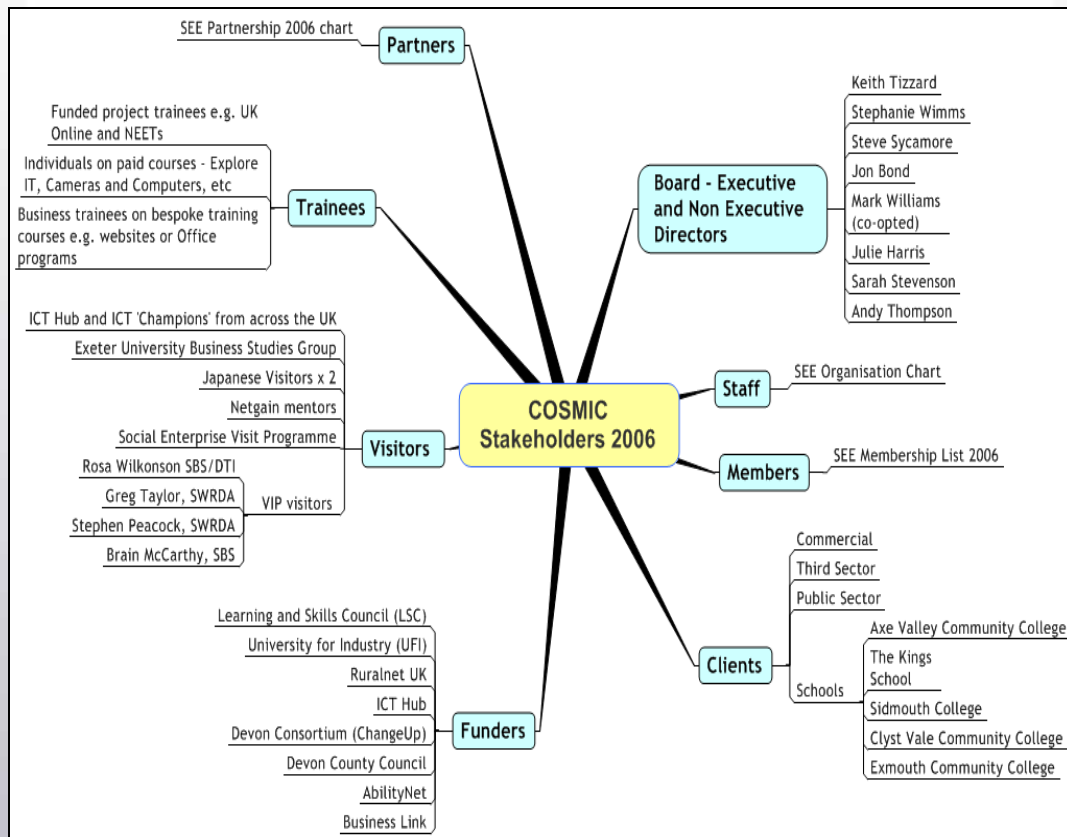 COSMIC
Stakeholders 2006
SEE Partnership 2006 chart
Partners
Funded project trainees e.g. UK
Online and NEETs
Individuals on paid courses - Explore
IT, Cameras and Computers, etc
Business trainees on bespoke training
courses e.g. websites or Office
programs
Trainees
ICT Hub and ICT 'Champions' from across the UK
Exeter University Business Studies Group
Japanese Visitors x 2
Netgain mentors
Social Enterprise Visit Programme
Rosa Wilkonson SBS/DTI
Greg Taylor, SWRDA
Stephen Peacock, SWRDA
Brain McCarthy, SBS
VIP visitors
Visitors
Learning and Skills Council (LSC)
University for Industry (UFI)
Ruralnet UK
ICT Hub
Devon Consortium (ChangeUp)
Devon County Council
AbilityNet
Business Link
Funders
Board - Executive
and Non Executive
Directors
Keith Tizzard
Stephanie Wimms
Steve Sycamore
Jon Bond
Mark Williams
(co-opted)
Julie Harris
Sarah Stevenson
Andy Thompson
Staff
SEE Organisation Chart
Members
SEE Membership List 2006
Clients
Commercial
Third Sector
Public Sector
Schools
Axe Valley Community College
The Kings
School
Sidmouth College
Clyst Vale Community College
Exmouth Community College